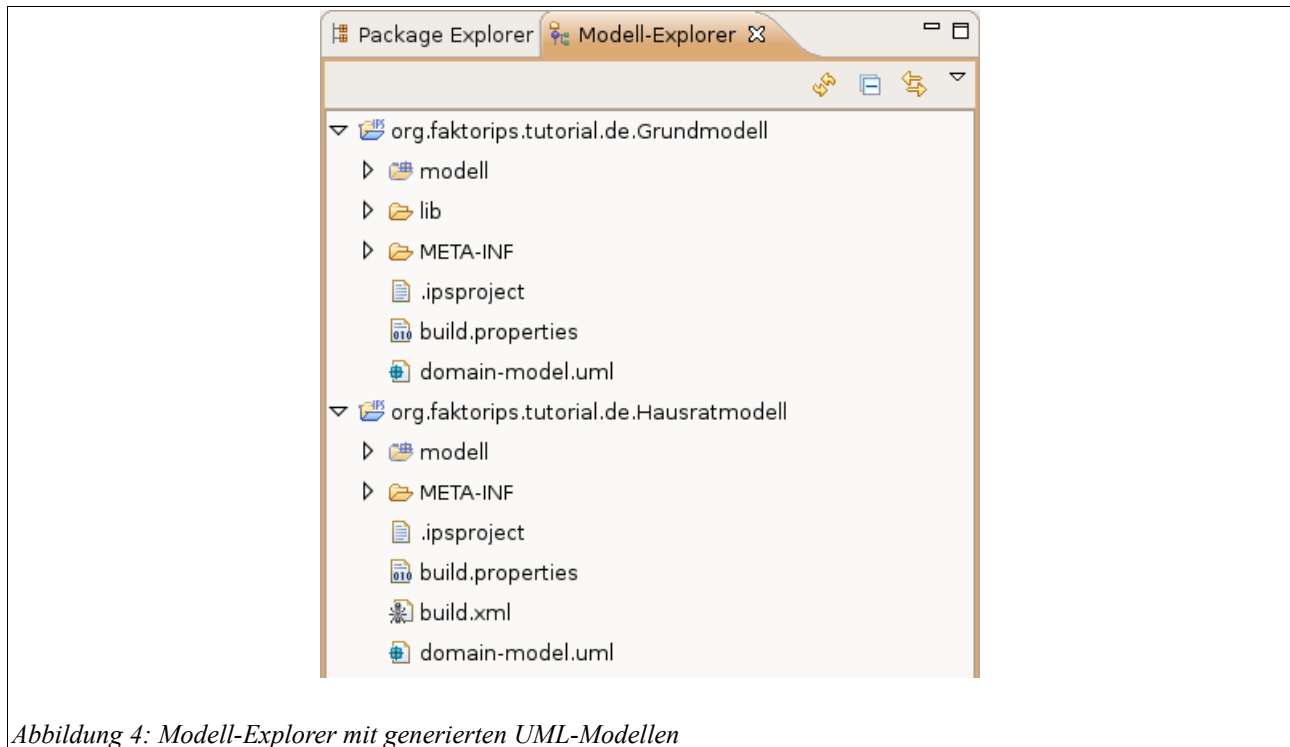 Package Explorer Modell-Explorer
org.faktorips.tutorial.de.Grundmodell
modell
lib
META-INF
.ipsproject
build.properties
domain-model.uml
org.faktorips.tutorial.de.Hausratmodell
modell
META-INF
.ipsproject
build.properties
build.xml
domain-model.uml
Abbildung 4: Modell-Explorer mit generierten UML-Modellen